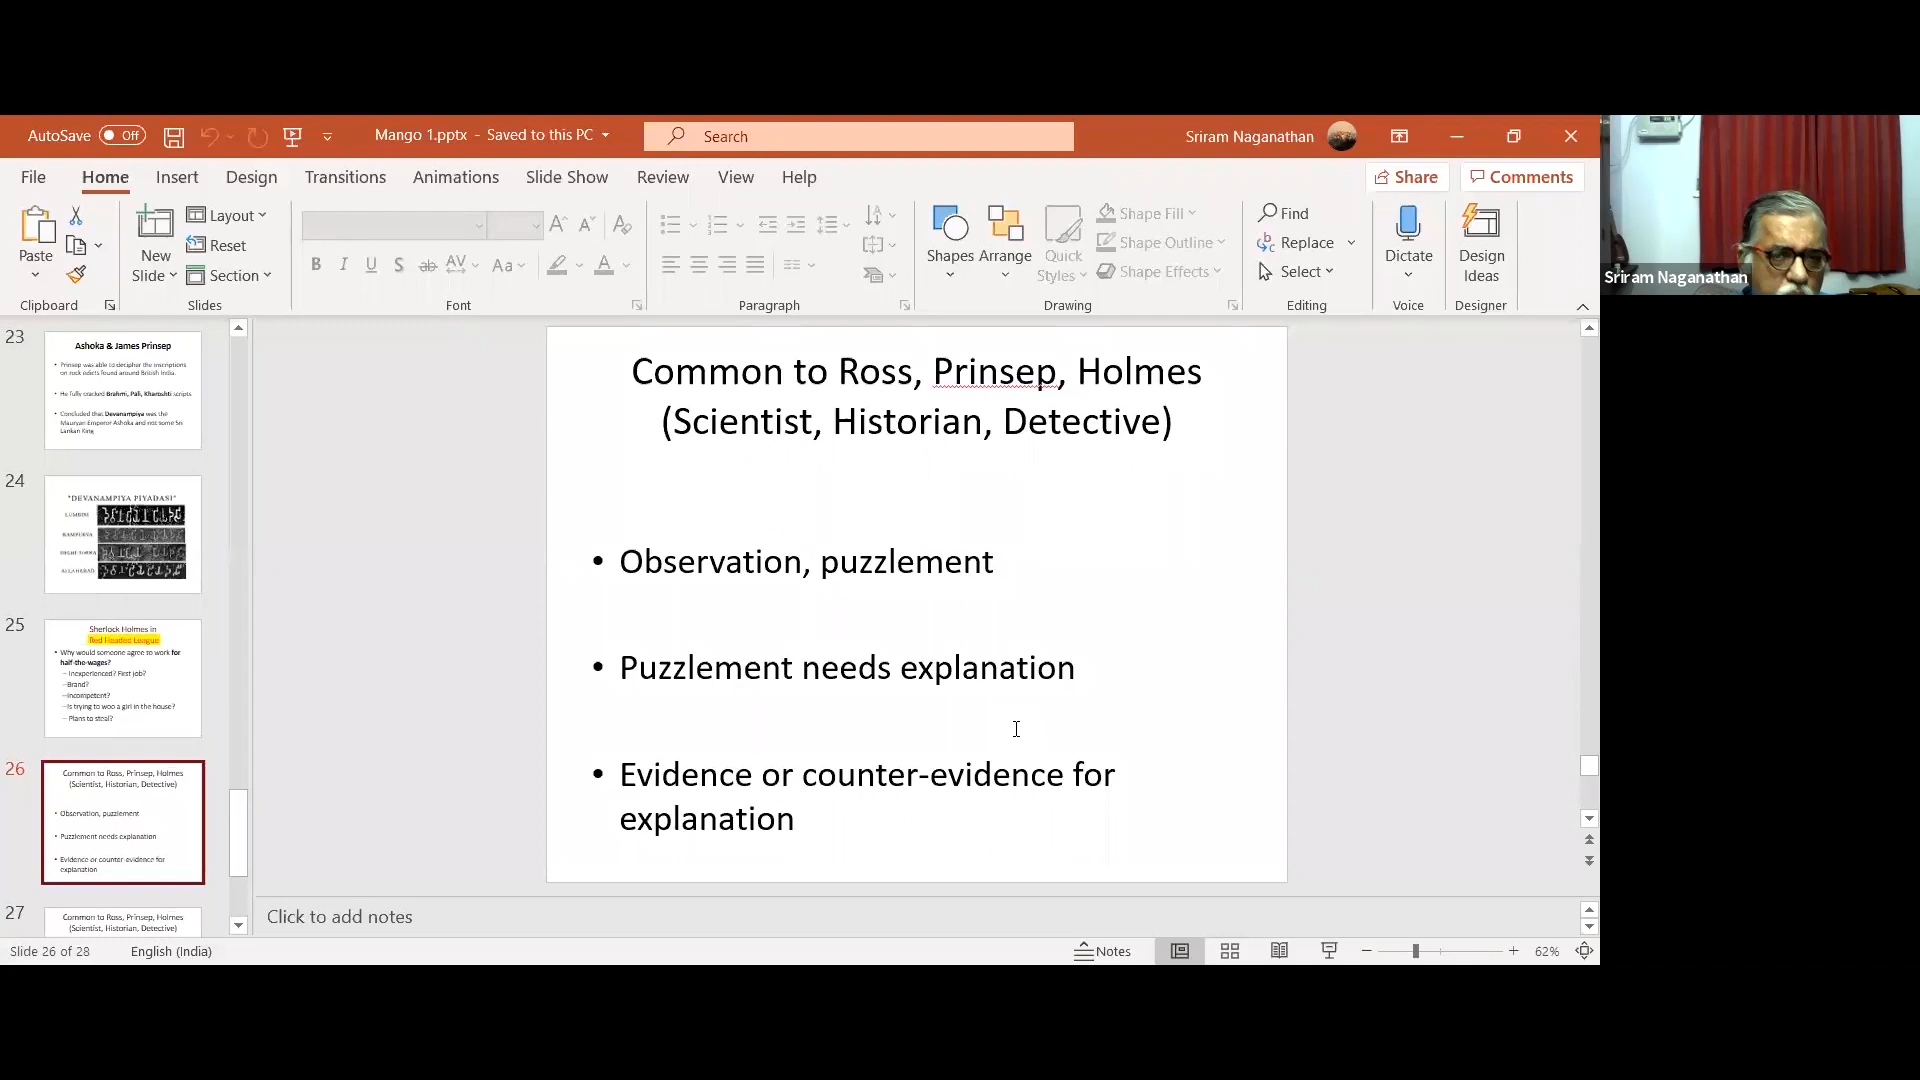 AutoSave Off Mango 1.pptx - Saved to this PC Search Sriram Naganathan
File Home Insert Design Transitions Animations Slide Show Review View Help Share Comments
Paste
New Slide
Layout
Reset
Section
Shapes Arrange Quick Styles
Shape Fill
Shape Outline
Shape Effects
Find
Replace
Select
Dictate
Design Ideas
Clipboard Slides Font Paragraph Drawing Editing Voice Designer
Sriram Naganathan
23
Ashoka & James Prinsep
• Prinsep was able to decipher the inscriptions
on rock edicts found around British India.
• He fully cracked Brahmi, Pali, Kharoshti scripts
• Concluded that Devanampiya was the
Mauryan Emperor Ashoka and not some Sri
Lankan King
24
"DEVANAMPIYA PIYADASI"
LUMBINI
RAMPURVA
DELHI-TOPRA
ALLAHABAD
25
Sherlock Holmes in
Red Headed League
• Why would someone agree to work for
half-the-wages?
– Inexperienced? First job?
–Brand?
–Incompetent?
–Is trying to woo a girl in the house?
– Plans to steal?
26
Common to Ross, Prinsep, Holmes
(Scientist, Historian, Detective)
• Observation, puzzlement
• Puzzlement needs explanation
• Evidence or counter-evidence for
explanation
27
Common to Ross, Prinsep, Holmes
(Scientist, Historian, Detective)
Common to Ross, Prinsep, Holmes
(Scientist, Historian, Detective)
• Observation, puzzlement
• Puzzlement needs explanation
• Evidence or counter-evidence for
explanation
Click to add notes
Slide 26 of 28 English (India) Notes 62%